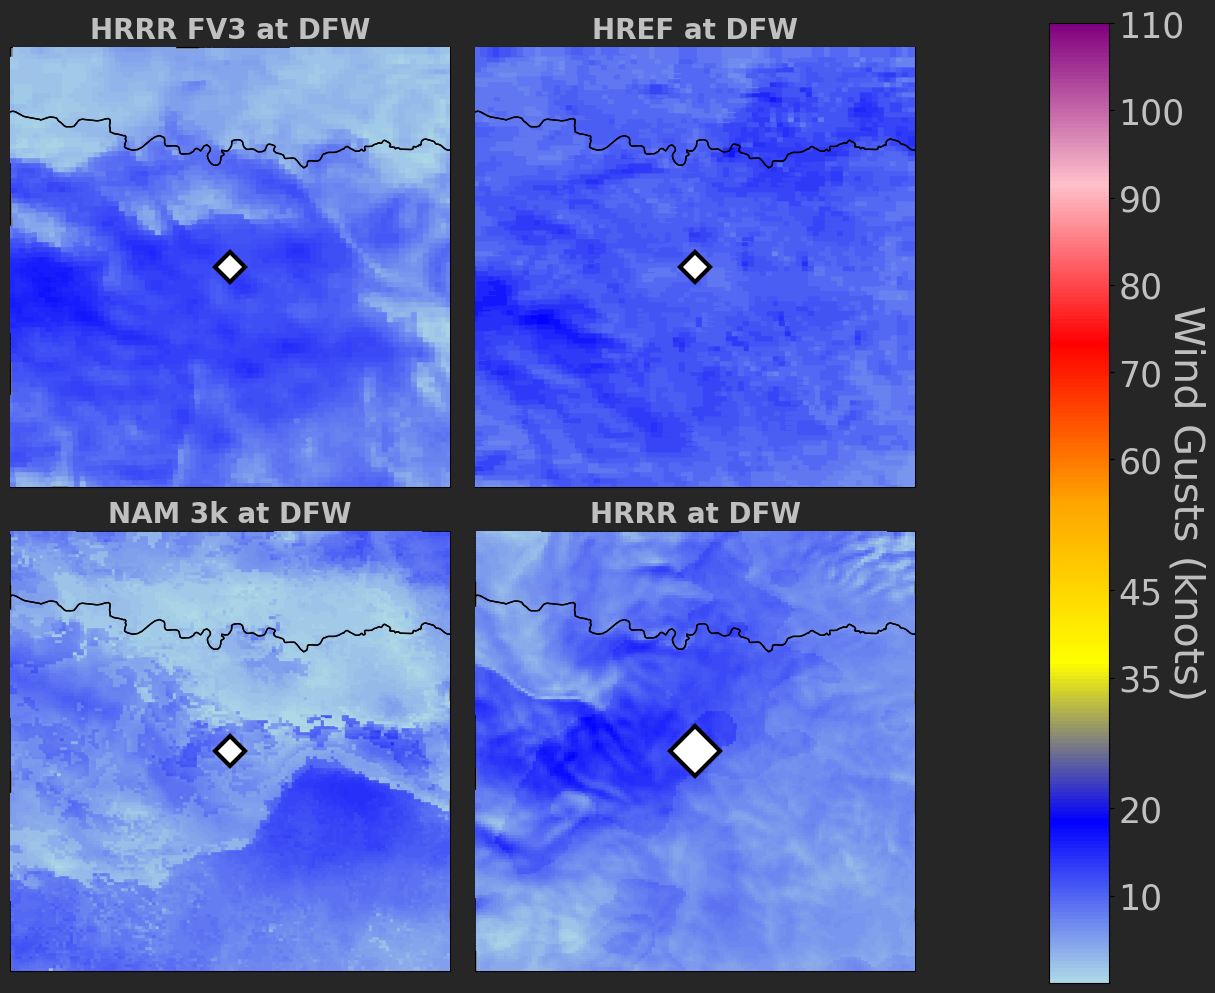 HRRR FV3 at DFW
HREF at DFW
NAM 3k at DFW
HRRR at DFW
110
100
90
80
70
60
45
35
20
10
Wind Gusts (knots)